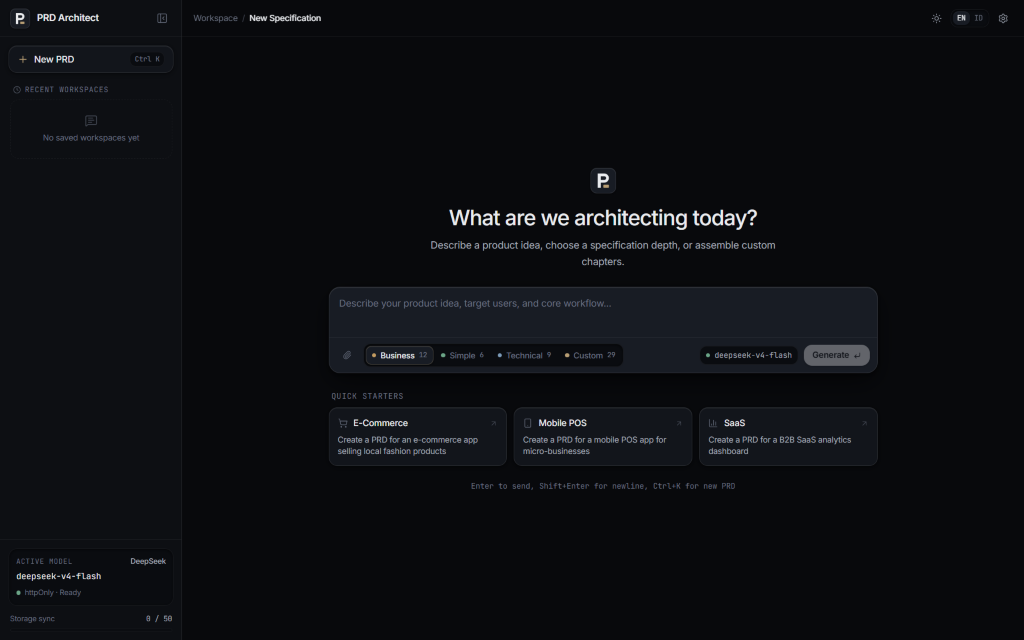 P PRD Architect
Workspace / New Specification
EN ID
+ New PRD Ctrl K
RECENT WORKSPACES
No saved workspaces yet
P
What are we architecting today?
Describe a product idea, choose a specification depth, or assemble custom
chapters.
Describe your product idea, target users, and core workflow...
Business 12 Simple 6 Technical 9 Custom 29
deepseek-v4-flash Generate
QUICK STARTERS
E-Commerce
Create a PRD for an e-commerce app
selling local fashion products
Mobile POS
Create a PRD for a mobile POS app for
micro-businesses
SaaS
Create a PRD for a B2B SaaS analytics
dashboard
Enter to send, Shift+Enter for newline, Ctrl+K for new PRD
ACTIVE MODEL DeepSeek
deepseek-v4-flash
httpOnly · Ready
Storage sync 0 / 50